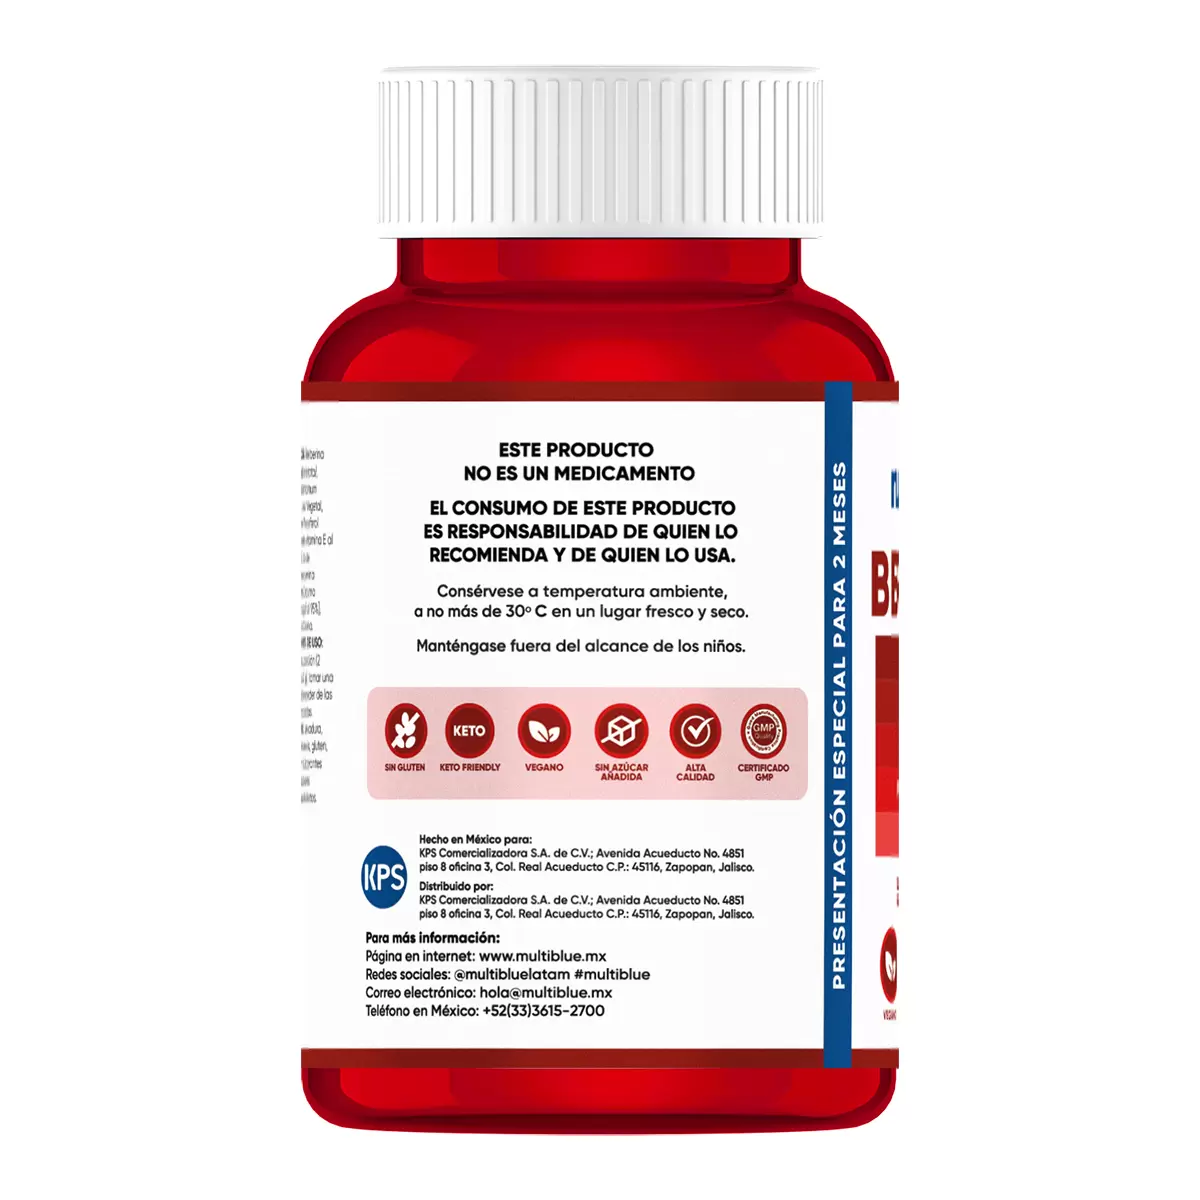 ESTE PRODUCTO
NO ES UN MEDICAMENTO
EL CONSUMO DE ESTE PRODUCTO
ES RESPONSABILIDAD DE QUIEN LO
RECOMIENDA Y DE QUIEN LO USA.
Consérvese a temperatura ambiente,
a no más de 30º C en un lugar fresco y seco.
Manténgase fuera del alcance de los niños.
KETO
GMP
Quality
SIN GLUTEN
KETO FRIENDLY
VEGANO
SIN AZÚCAR
AÑADIDA
ALTA
CALIDAD
CERTIFICADO
GMP
KPS
Hecho en México para:
KPS Comercializadora S.A. de C.V.; Avenida Acueducto No. 4851
piso 8 oficina 3, Col. Real Acueducto C.P.: 45116, Zapopan, Jalisco.
Distribuido por:
KPS Comercializadora S.A. de C.V.; Avenida Acueducto No. 4851
piso 8 oficina 3, Col. Real Acueducto C.P.: 45116, Zapopan, Jalisco.
Para más información:
Página en internet: www.multiblue.mx
Redes sociales: @multibluelatam #multiblue
Correo electrónico: hola@multiblue.mx
Teléfono en México: +52(33)3615-2700
PRESENTACIÓN ESPECIAL PARA 2 MESES
VEGANO